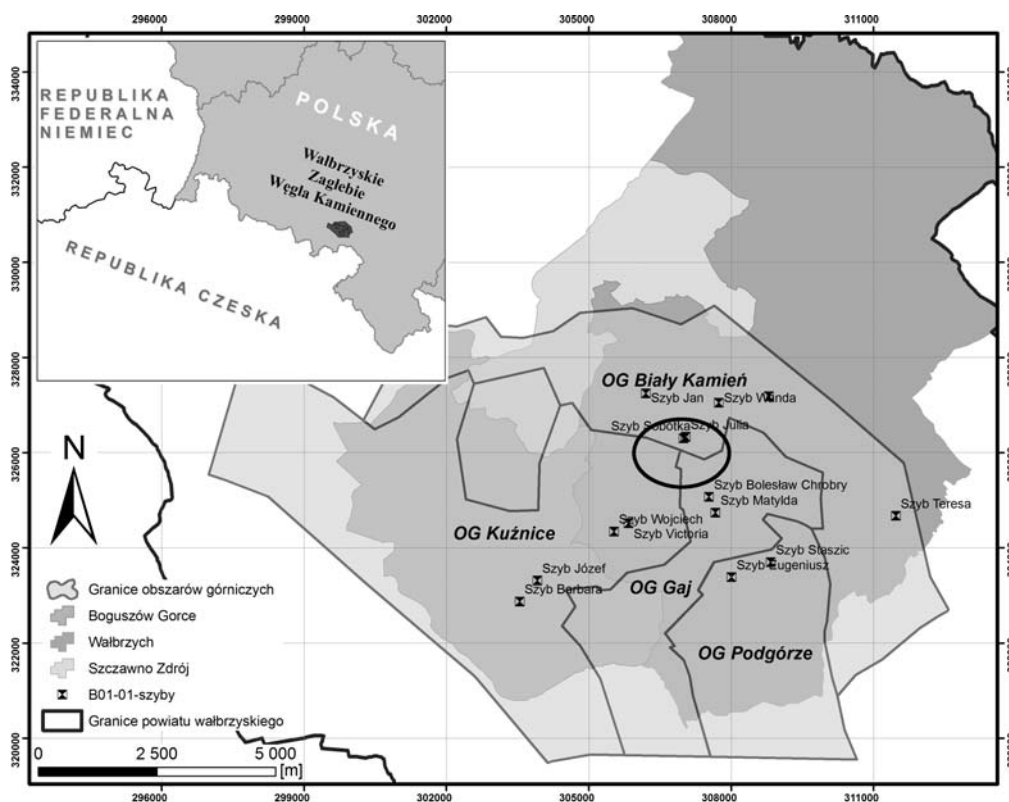 296000 299000 302000 305000 308000 311000
334000
332000
330000
328000
326000
324000
322000
320000
REPUBLIKA
FEDERALNA
NIEMIEC
POLSKA
Wałbrzyskie
Zagłebie
Węgla Kamiennego
REPUBLIKA CZESKA
OG Biały Kamień
Szyb Jan
Szyb Wanda
Szyb Sobótka
Szyb Julia
Szyb Bolesław Chrobry
Szyb Matylda
Szyb Teresa
Szyb Wojciech
Szyb Victoria
OG Kuźnice
Szyb Józef
Szyb Barbara
Szyb Staszic
Szyb Eugeniusz
OG Gaj
OG Podgórze
N
Granice obszarów górniczych
Boguszów Gorce
Wałbrzych
Szczawno Zdrój
B01-01-szyby
Granice powiatu wałbrzyskiego
0 2 500 5 000
[m]
296000 299000 302000 305000 308000 311000